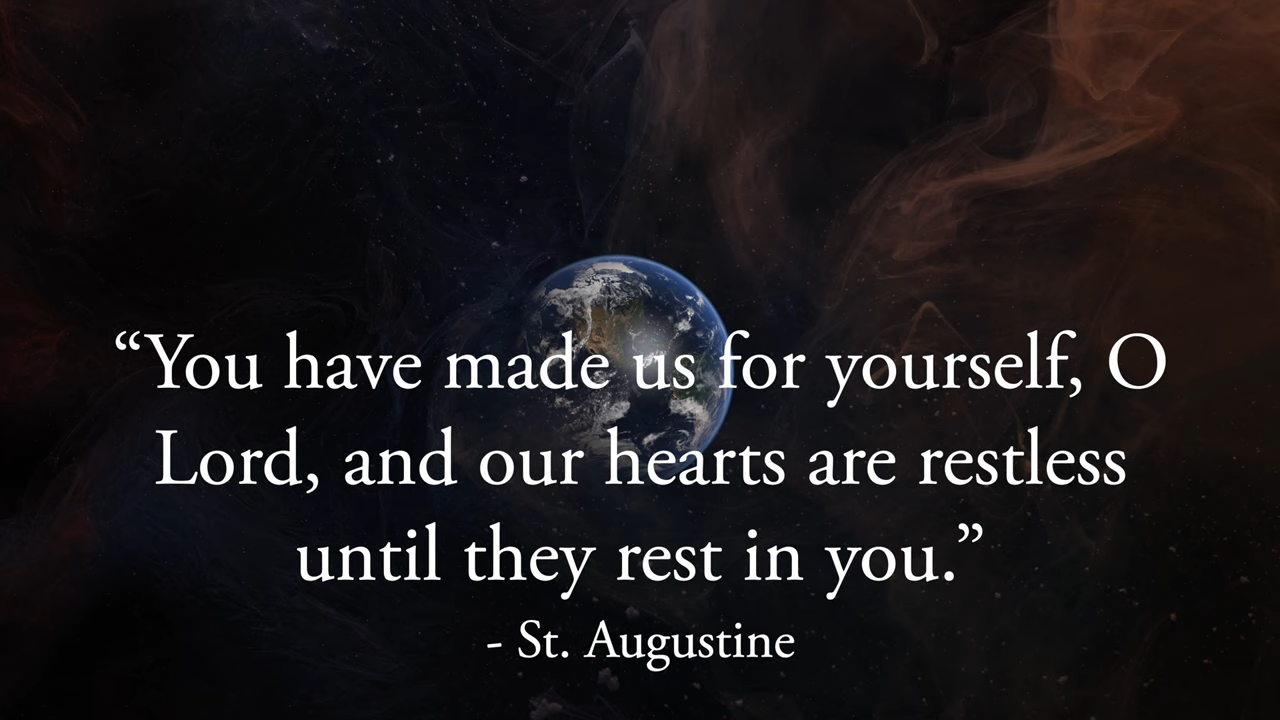 “You have made us for yourself, O
Lord, and our hearts are restless
until they rest in you.”
- St. Augustine